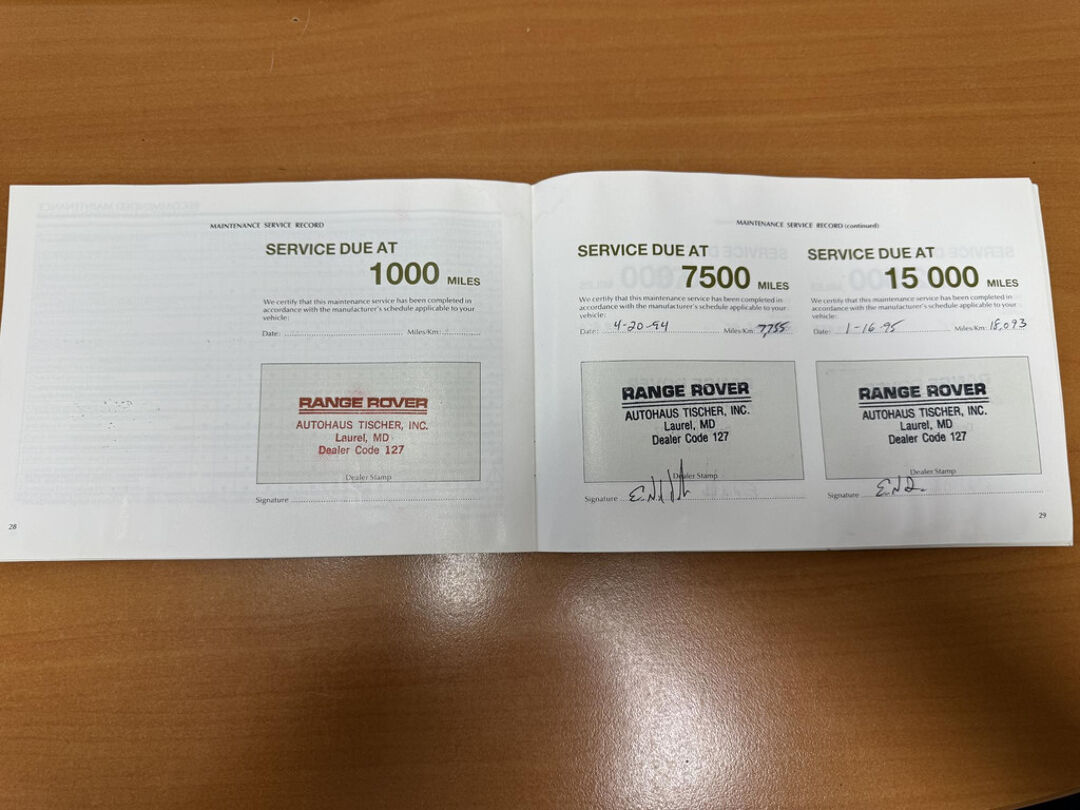 MAINTENANCE SERVICE RECORD
SERVICE DUE AT
1000 MILES
We certify that this maintenance service has been completed in
accordance with the manufacturer's schedule applicable to your
vehicle:
Date: Miles/Km:
RANGE ROVER
AUTOHAUS TISCHER, INC.
Laurel, MD
Dealer Code 127
Dealer Stamp
Signature
28
MAINTENANCE SERVICE RECORD (continued)
SERVICE DUE AT
7500 MILES
We certify that this maintenance service has been completed in
accordance with the manufacturer's schedule applicable to your
vehicle:
Date: 4-20-94 Miles/Km: 7,755
RANGE ROVER
AUTOHAUS TISCHER, INC.
Laurel, MD
Dealer Code 127
Dealer Stamp
Signature
SERVICE DUE AT
15 000 MILES
We certify that this maintenance service has been completed in
accordance with the manufacturer's schedule applicable to your
vehicle:
Date: 1-16-95 Miles/Km: 18,093
RANGE ROVER
AUTOHAUS TISCHER, INC.
Laurel, MD
Dealer Code 127
Dealer Stamp
Signature
29